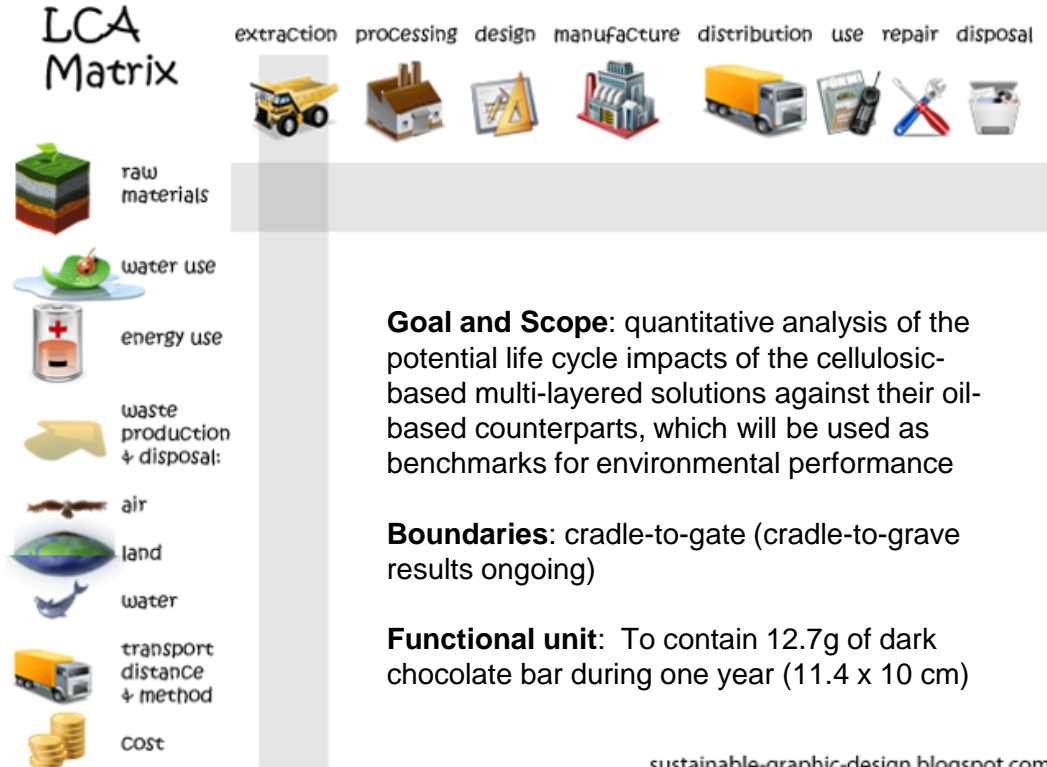 LCA
Matrix
extraction processing design manufacture distribution use repair disposal
raw
materials
water use
energy use
waste
production
& disposal:
air
land
water
transport
distance
& method
cost
Goal and Scope: quantitative analysis of the
potential life cycle impacts of the cellulosic-
based multi-layered solutions against their oil-
based counterparts, which will be used as
benchmarks for environmental performance
Boundaries: cradle-to-gate (cradle-to-grave
results ongoing)
Functional unit: To contain 12.7g of dark
chocolate bar during one year (11.4 x 10 cm)
sustainable-graphic-design.blogspot.com